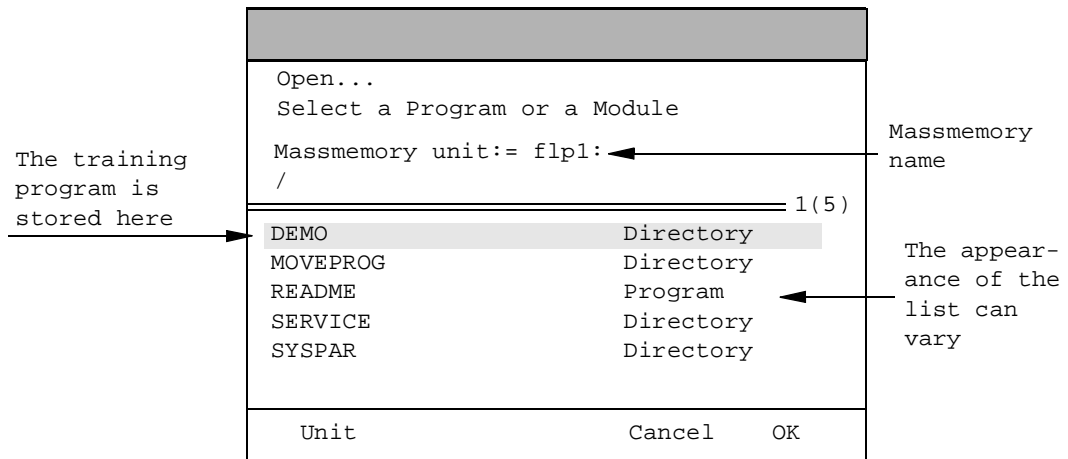 Open...
Select a Program or a Module
Massmemory unit:= flp1:
/
1(5)
DEMO Directory
MOVEPROG Directory
README Program
SERVICE Directory
SYSPAR Directory
Unit Cancel OK
The training
program is
stored here
Massmemory
name
The appear-
ance of the
list can
vary